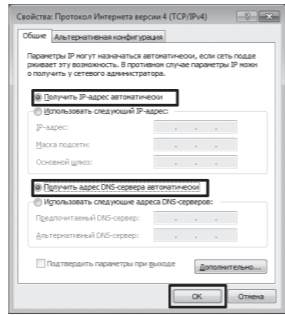 Свойства: Протокол Интернета версии 4 (TCP/IPv4)
Общие Альтернативная конфигурация
Параметры IP могут назначаться автоматически, если сеть подде
рживает эту возможность. В противном случае параметры IP можн
о получить у сетевого администратора.
Получить IP-адрес автоматически
Использовать следующий IP-адрес:
IP-адрес:
Маска подсети:
Основной шлюз:
Получить адрес DNS-сервера автоматически
Использовать следующие адреса DNS-серверов:
Предпочитаемый DNS-сервер:
Альтернативный DNS-сервер:
Подтвердить параметры при выходе
Дополнительно...
OK Отмена